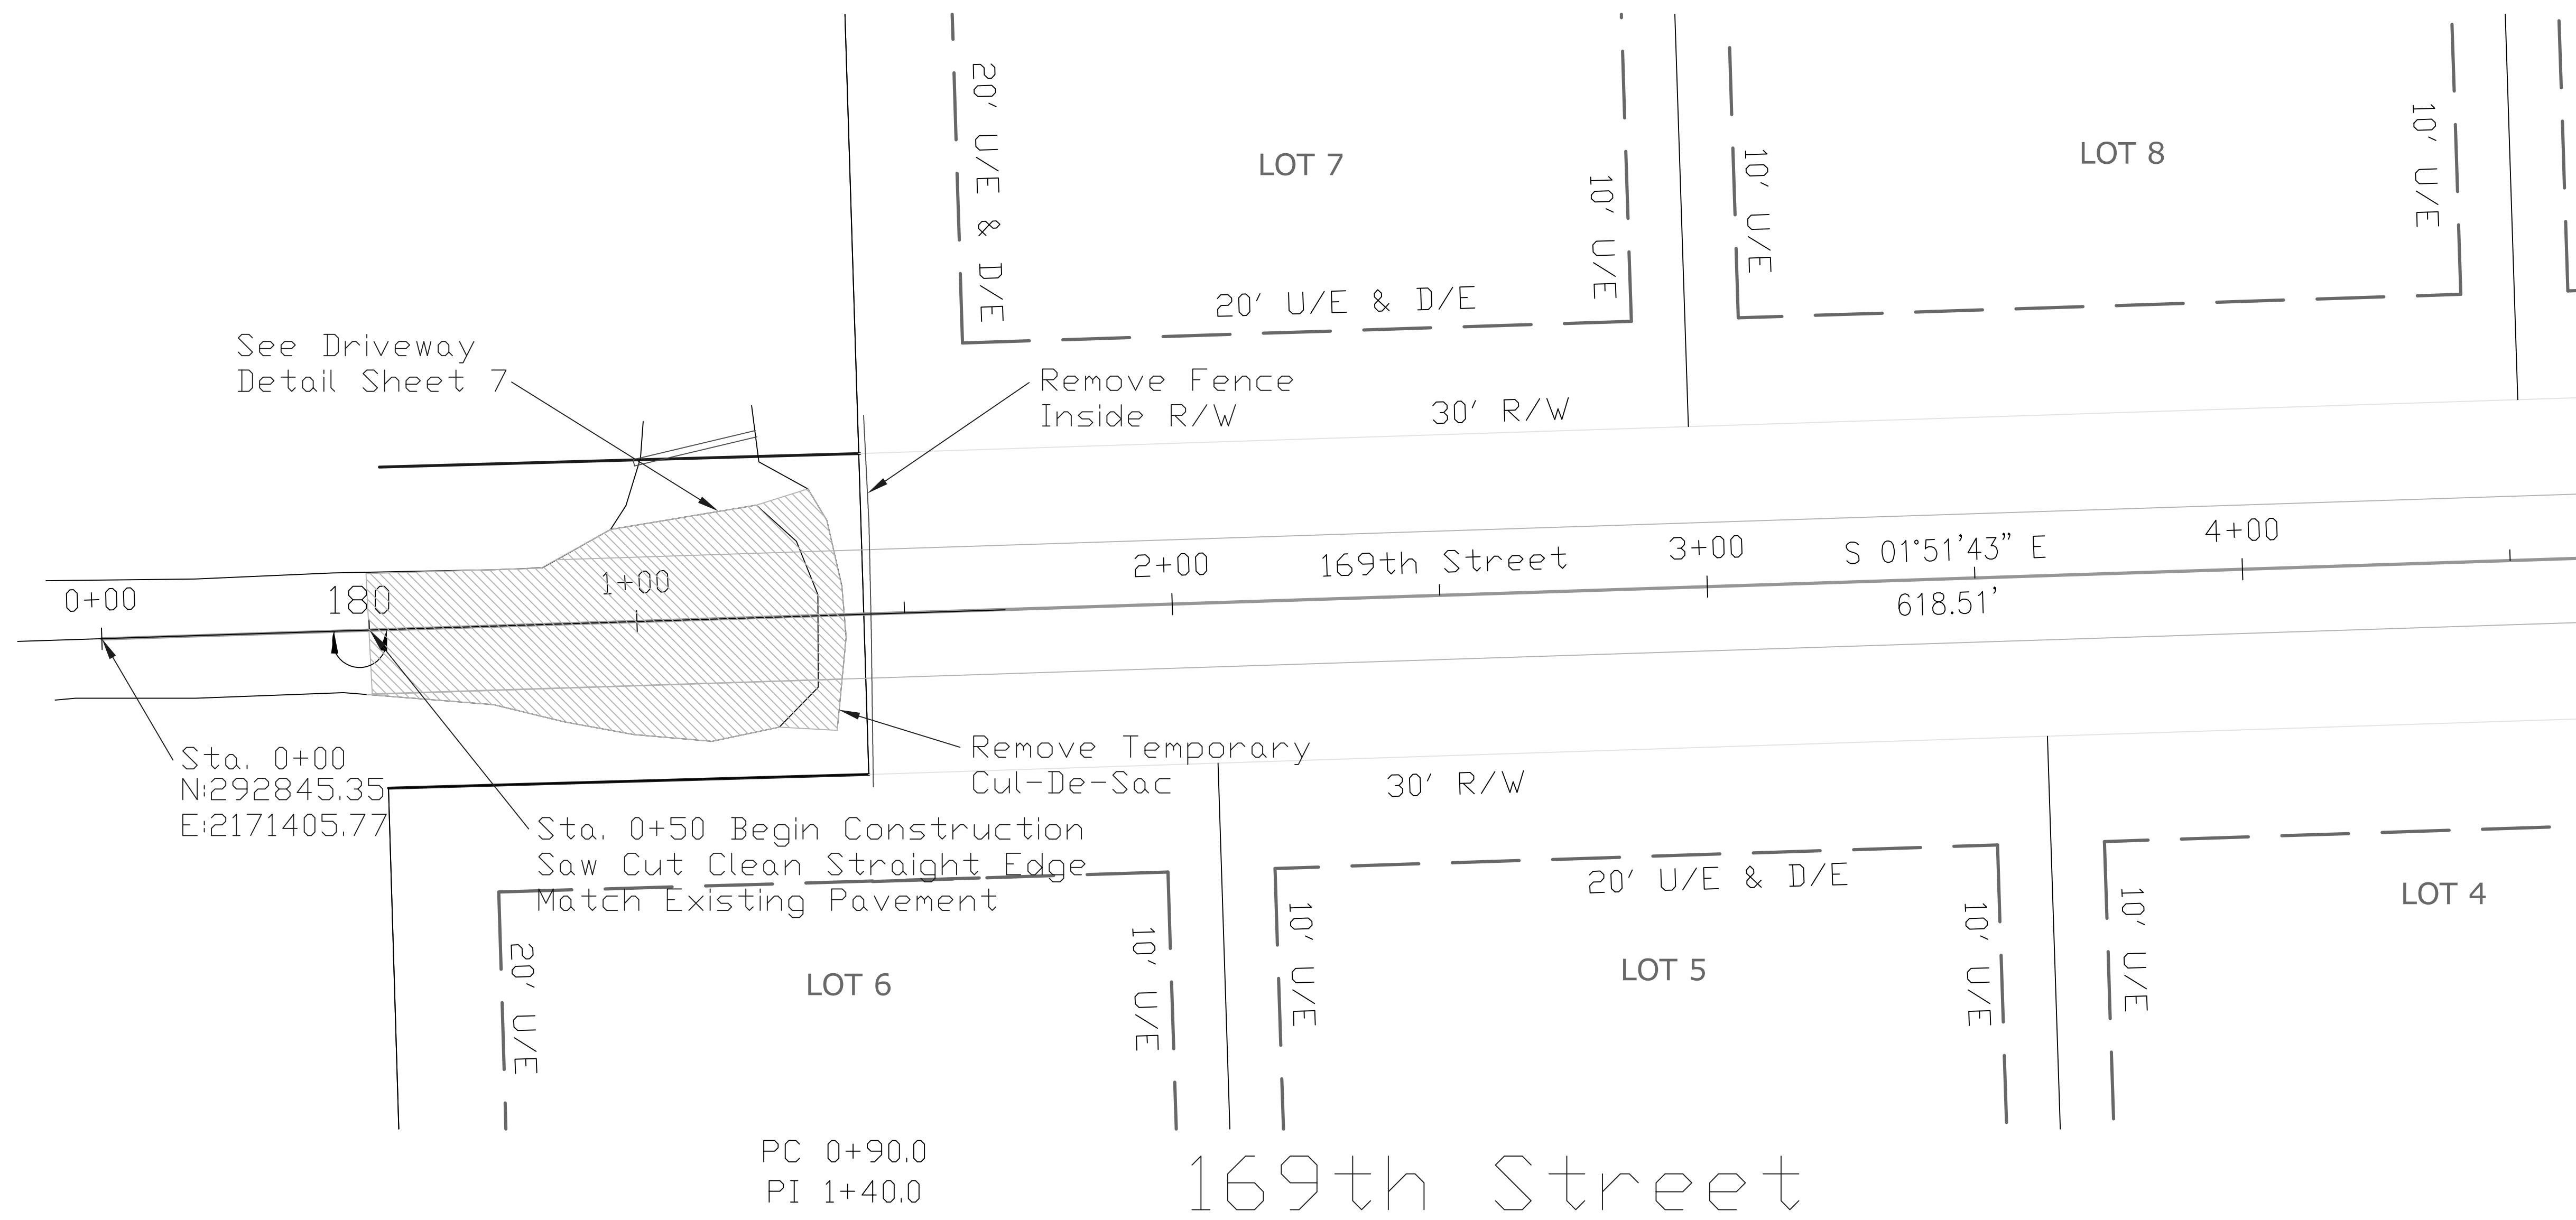 20' U/E & D/E
LOT 7
10' U/E
20' U/E & D/E
10' U/E
LOT 8
10' U/E
See Driveway
Detail Sheet 7
Remove Fence
Inside R/W
30' R/W
0+00
180
1+00
2+00
169th Street
3+00
S 01°51'43" E
618.51'
4+00
Sta. 0+00
N:292845.35
E:2171405.77
Remove Temporary
Cul-De-Sac
30' R/W
Sta. 0+50 Begin Construction
Saw Cut Clean Straight Edge
Match Existing Pavement
20' U/E
LOT 6
10' U/E
10' U/E
20' U/E & D/E
LOT 5
10' U/E
10' U/E
LOT 4
PC 0+90.0
PI 1+40.0
169th Street